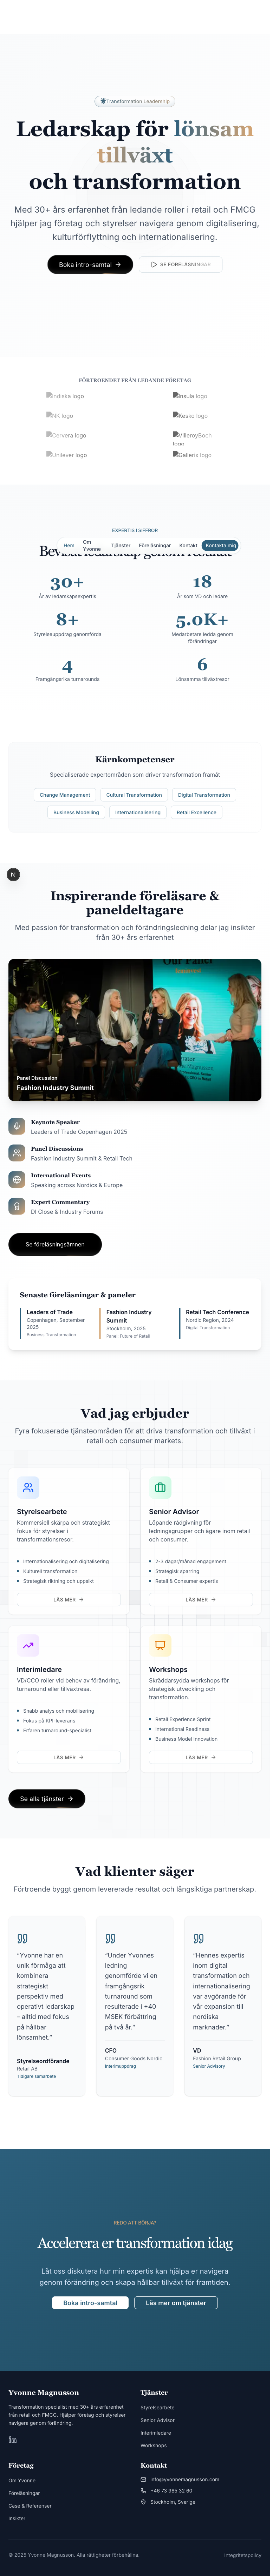 Transformation Leadership
Ledarskap för lönsam
tillväxt
och transformation
Med 30+ års erfarenhet från ledande roller i retail och FMCG
hjälper jag företag och styrelser navigera genom digitalisering,
kulturförflyttning och internationalisering.
Boka intro-samtal
SE FÖRELÄSNINGAR
FÖRTROENDET FRÅN LEDANDE FÖRETAG
Indiska logo
Insula logo
logo
Kesko logo
Cervera logo
VilleroyBoch
logo
Unilever logo
Galleris logo
EXPERTIS I SIFFROR
Hem
Om
Yvonne
Tjänster
Föreläsningar
Kontakt
Kontakta mig
30+
År av ledarskapsexpertis
18
År som VD och ledare
8+
Styrelseuppdrag genomförda
5.0K+
Medarbetare ledda genom
förändringar
4
Framgångsrika turnarounds
6
Lönsamma tillväxtresor
Kärnkompetenser
Specialiserade expertområden som driver transformation framåt
Change Management
Cultural Transformation
Digital Transformation
Business Modelling
Internationalisering
Retail Excellence
N
Inspirerande föreläsare &
paneldeltagare
Med passion för transformation och förändringsledning delar jag insikter
från 30+ års erfarenhet
Our Panel
Panel Discussion
Fashion Industry Summit
Keynote Speaker
Leaders of Trade Copenhagen 2025
Panel Discussions
Fashion Industry Summit & Retail Tech
International Events
Speaking across Nordics & Europe
Expert Commentary
DI Close & Industry Forums
Se föreläsningsämnen
Senaste föreläsningar & paneler
Leaders of Trade
Copenhagen, September
2025
Business Transformation
Fashion Industry
Summit
Stockholm, 2025
Panel: Future of Retail
Retail Tech Conference
Nordic Region, 2024
Digital Transformation
Vad jag erbjuder
Fyra fokuserade tjänsteområden för att driva transformation och tillväxt i
retail och consumer markets.
Styrelsearbete
Kommersiell skärpa och strategiskt
fokus för styrelser i
transformationsresor.
Internationalisering och digitalisering
Kulturell transformation
Strategisk riktning och uppsikt
LÄS MER
Senior Advisor
Löpande rådgivning för
ledningsgrupper och ägare inom retail
och consumer.
2-3 dagar/månad engagement
Strategisk sparring
Retail & Consumer expertis
LÄS MER
Interimledare
VD/CCO roller vid behov av förändring,
turnaround eller tillväxtresa.
Snabb analys och mobilisering
Fokus på KPI-leverans
Erfaren turnaround-specialist
LÄS MER
Workshops
Skräddarsydda workshops för
strategisk utveckling och
transformation.
Retail Experience Sprint
International Readiness
Business Model Innovation
LÄS MER
Se alla tjänster
Vad klienter säger
Förtroende byggt genom levererade resultat och långsiktiga partnerskap.
"Yvonne har en
unik förmåga att
kombinera
strategiskt
perspektiv med
operativt ledarskap
– alltid med fokus
på hållbar
lönsamhet."
Styrelseordförande
Retail AB
Tidigare samarbete
"Under Yvonnes
ledning
genomförde vi en
framgångsrik
turnaround som
resulterade i +40
MSEK förbättring
på två år."
CFO
Consumer Goods Nordic
Interimsuppdrag
"Hennes expertis
inom digital
transformation och
internationalisering
var avgörande för
vår expansion till
nordiska
marknader."
VD
Fashion Retail Group
Senior Advisory
REDO ATT BÖRJA?
Accelerera er transformation idag
Låt oss diskutera hur min expertis kan hjälpa er navigera
genom förändring och skapa hållbar tillväxt för framtiden.
Boka intro-samtal
Läs mer om tjänster
Yvonne Magnusson
Transformation specialist med 30+ års erfarenhet
från retail och FMCG. Hjälper företag och styrelser
navigera genom förändring.
Tjänster
Styrelsearbete
Senior Advisor
Interimledare
Workshops
Företag
Om Yvonne
Föreläsningar
Case & Referenser
Insikter
Kontakt
info@yvonnemagnusson.com
+46 73 985 32 60
Stockholm, Sverige
© 2025 Yvonne Magnusson. Alla rättigheter förbehållna.
Integritetspolicy